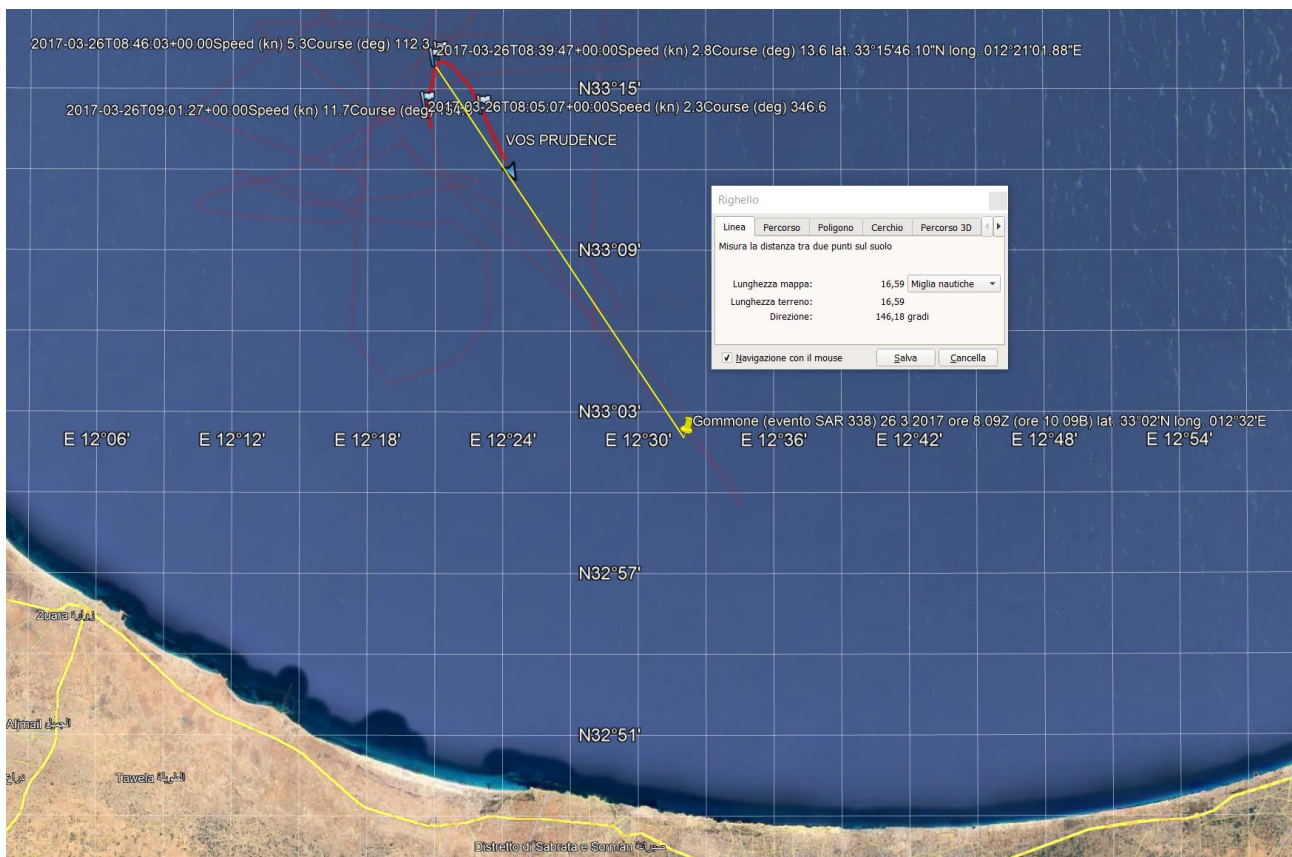 2017-03-26T08:46:03+00:00Speed (kn) 5.3Course (deg) 112.3
2017-03-26T08:39:47+00:00Speed (kn) 2.8Course (deg) 13.6 lat. 33°15'46.10"N long. 012°21'01.88"E
N33°15'
2017-03-26T09:01:27+00:00Speed (kn) 11.7Course (deg)
2017-03-26T08:05:07+00:00Speed (kn) 2.3Course (deg) 346.6
VOS PRUDENCE
Righello
Linea Percorso Poligono Cerchio Percorso 3D
Misura la distanza tra due punti sul suolo
N33°09'
Lunghezza mappa: 16,59 Miglia nautiche
Lunghezza terreno: 16,59
Direzione: 146,18 gradi
Navigazione con il mouse Salva Cancella
N33°03'
Gommone (evento SAR 338) 26.3.2017 ore 8.09Z (ore 10.09B) lat. 33°02'N long. 012°32'E
E 12°06' E 12°12' E 12°18' E 12°24' E 12°30' E 12°36' E 12°42' E 12°48' E 12°54'
N32°57'
Zuara زوارة
Aljmail الجميل
N32°51'
Tawela الطويلة
Distretto di Sabrata e Sorman صبراتة